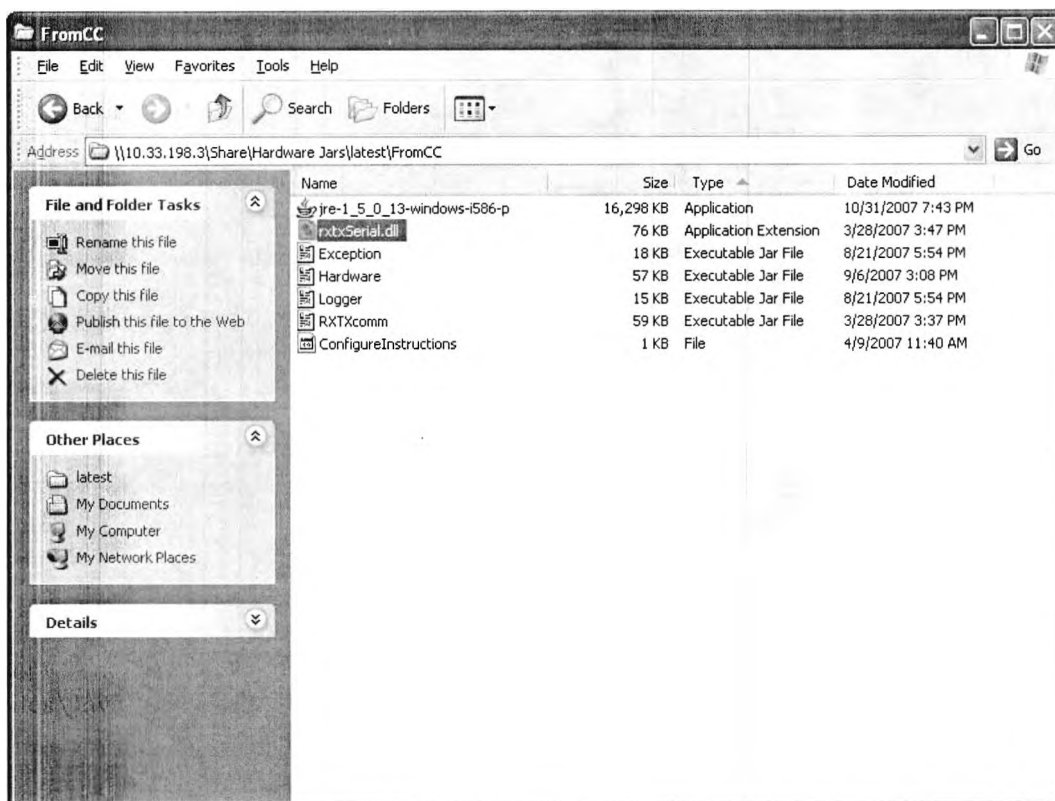 FromCC
File Edit View Favorites Tools Help
Back Search Folders
Address \\10.33.198.3\Share\Hardware Jars\latest\FromCC Go
File and Folder Tasks
Rename this file
Move this file
Copy this file
Publish this file to the Web
E-mail this file
Delete this file
Other Places
latest
My Documents
My Computer
My Network Places
Details
Name Size Type Date Modified
jre-1_5_0_13-windows-i586-p 16,298 KB Application 10/31/2007 7:43 PM
rxtxSerial.dll 76 KB Application Extension 3/28/2007 3:47 PM
Exception 18 KB Executable Jar File 8/21/2007 5:54 PM
Hardware 57 KB Executable Jar File 9/6/2007 3:08 PM
Logger 15 KB Executable Jar File 8/21/2007 5:54 PM
RXTXcomm 59 KB Executable Jar File 3/28/2007 3:37 PM
ConfigureInstructions 1 KB File 4/9/2007 11:40 AM